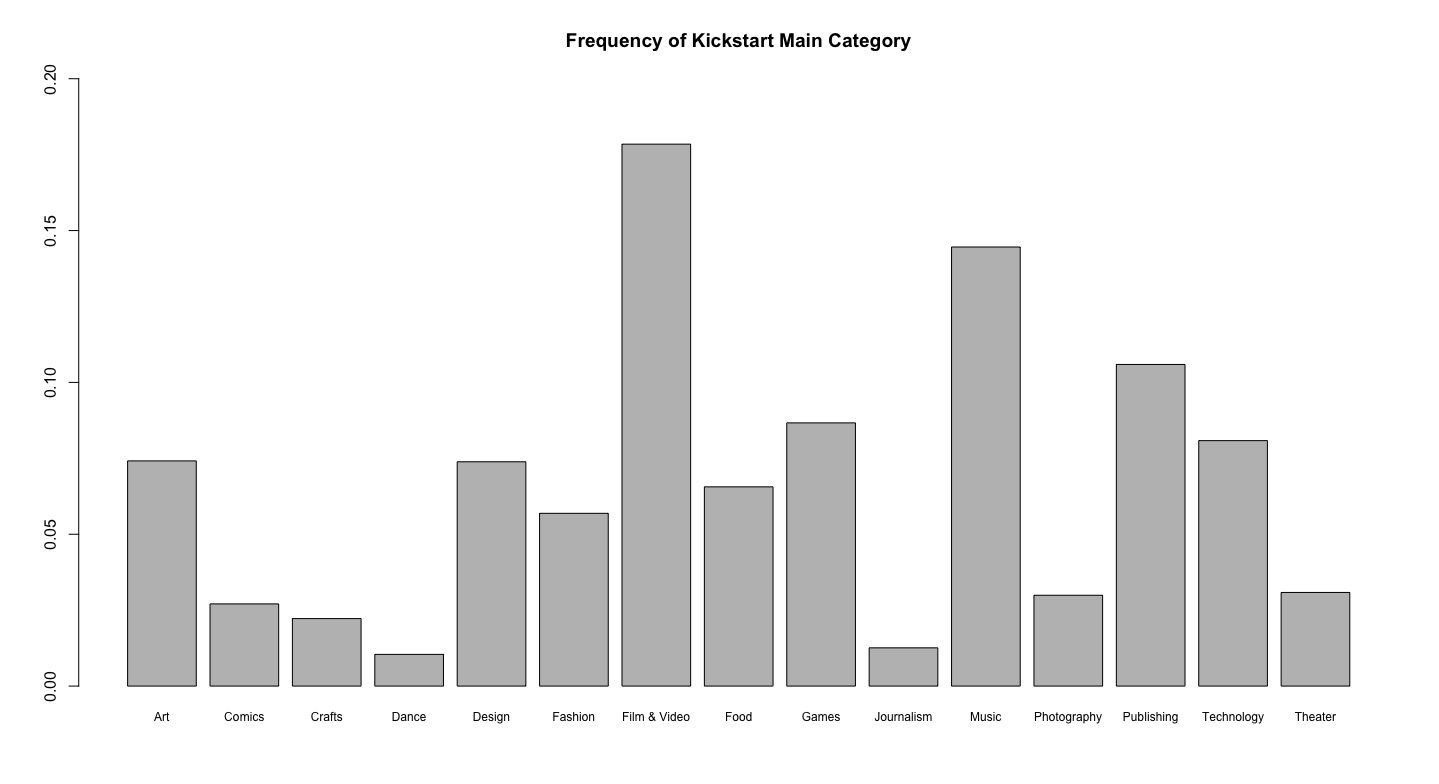 Frequency of Kickstart Main Category
0.20
0.15
0.10
0.05
0.00
Art Comics Crafts Dance Design Fashion Film & Video Food Games Journalism Music Photography Publishing Technology Theater